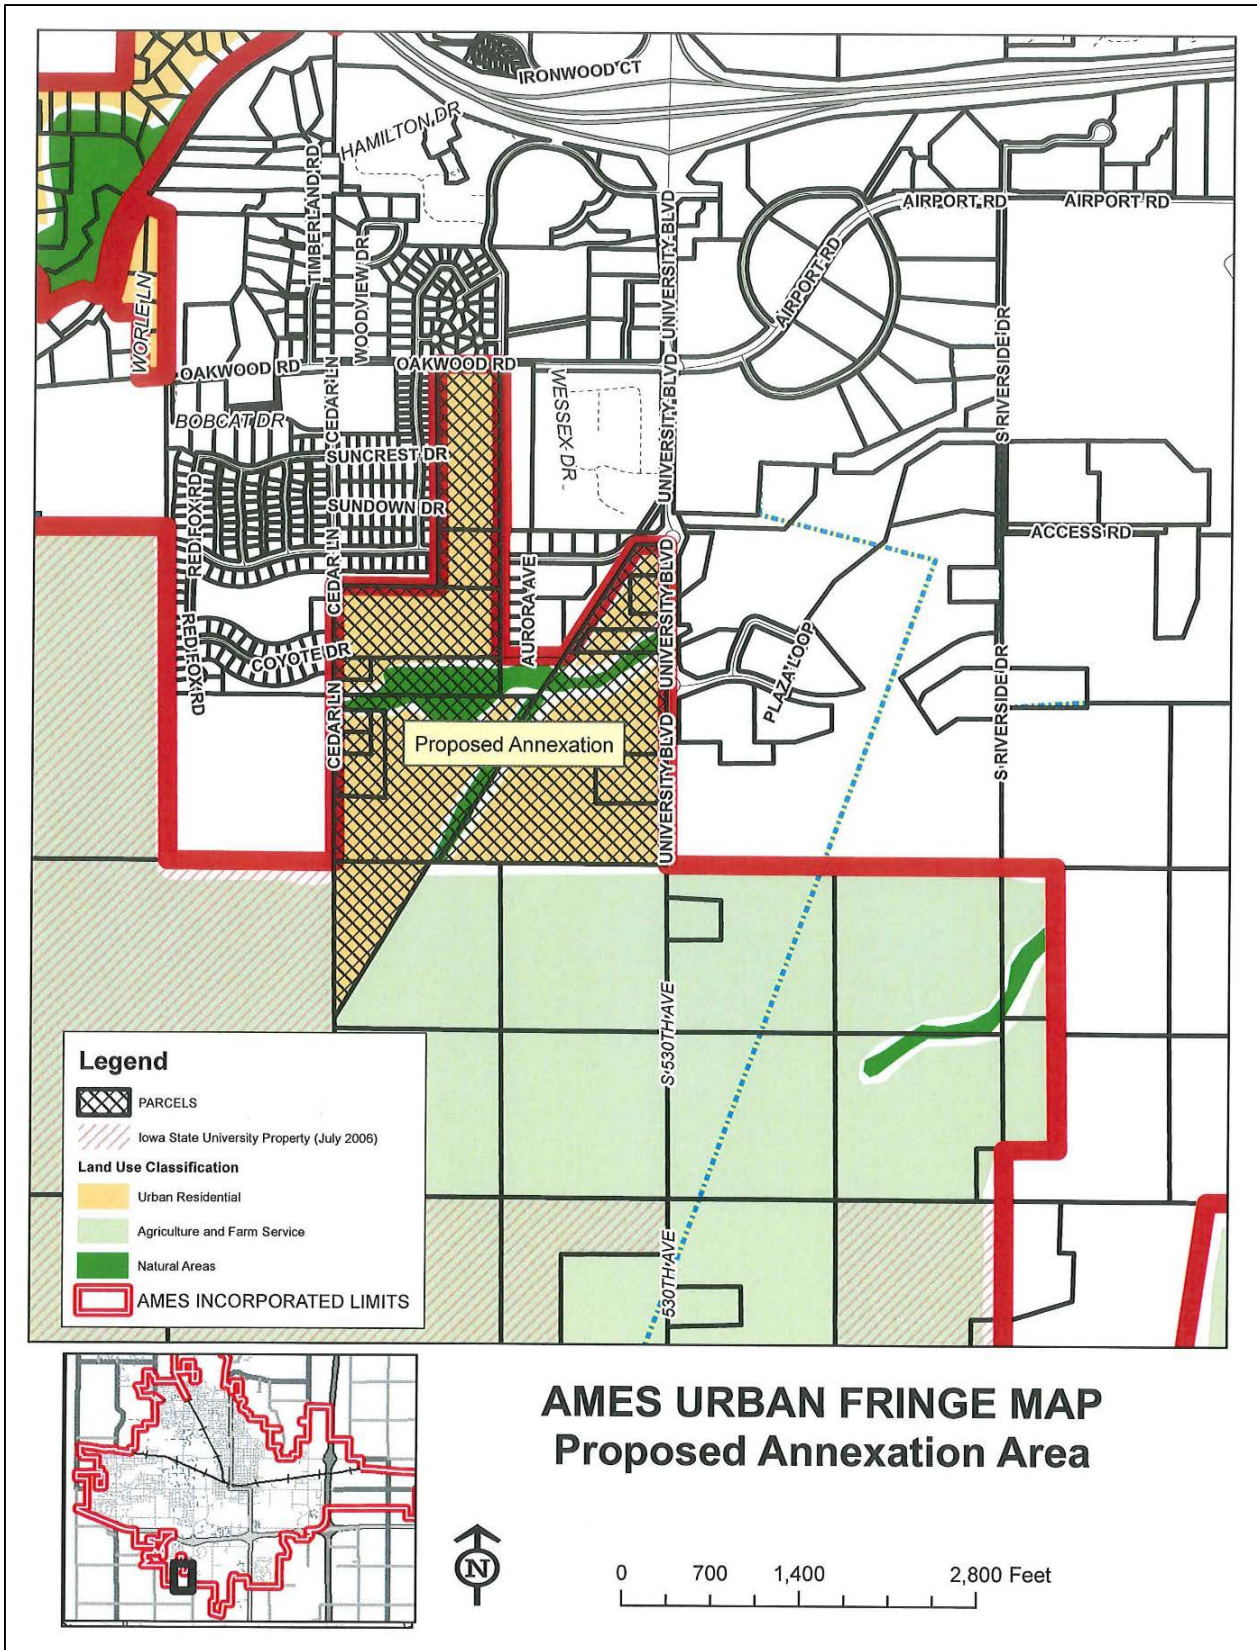 IRONWOOD CT
HAMILTON DR
TIMBERLAND RD
WOODVIEW DR
UNIVERSITY BLVD
AIRPORT RD
AIRPORT RD
AIRPORT RD
WORLE LN
OAKWOOD RD
OAKWOOD RD
CEDAR LN
UNIVERSITY BLVD
S RIVERSIDE DR
BOBCAT DR
WESSEX DR
SUNCREST DR
UNIVERSITY BLVD
RED FOX RD
SUNDOWN DR
ACCESS RD
CEDAR LN
AURORA AVE
UNIVERSITY BLVD
RED FOX RD
COYOTE DR
PLAZA LOOP
CEDAR LN
S RIVERSIDE DR
Proposed Annexation
UNIVERSITY BLVD
S 530TH AVE
530TH AVE
Legend
PARCELS
Iowa State University Property (July 2006)
Land Use Classification
Urban Residential
Agriculture and Farm Service
Natural Areas
AMES INCORPORATED LIMITS
AMES URBAN FRINGE MAP
Proposed Annexation Area
N
0 700 1,400 2,800 Feet